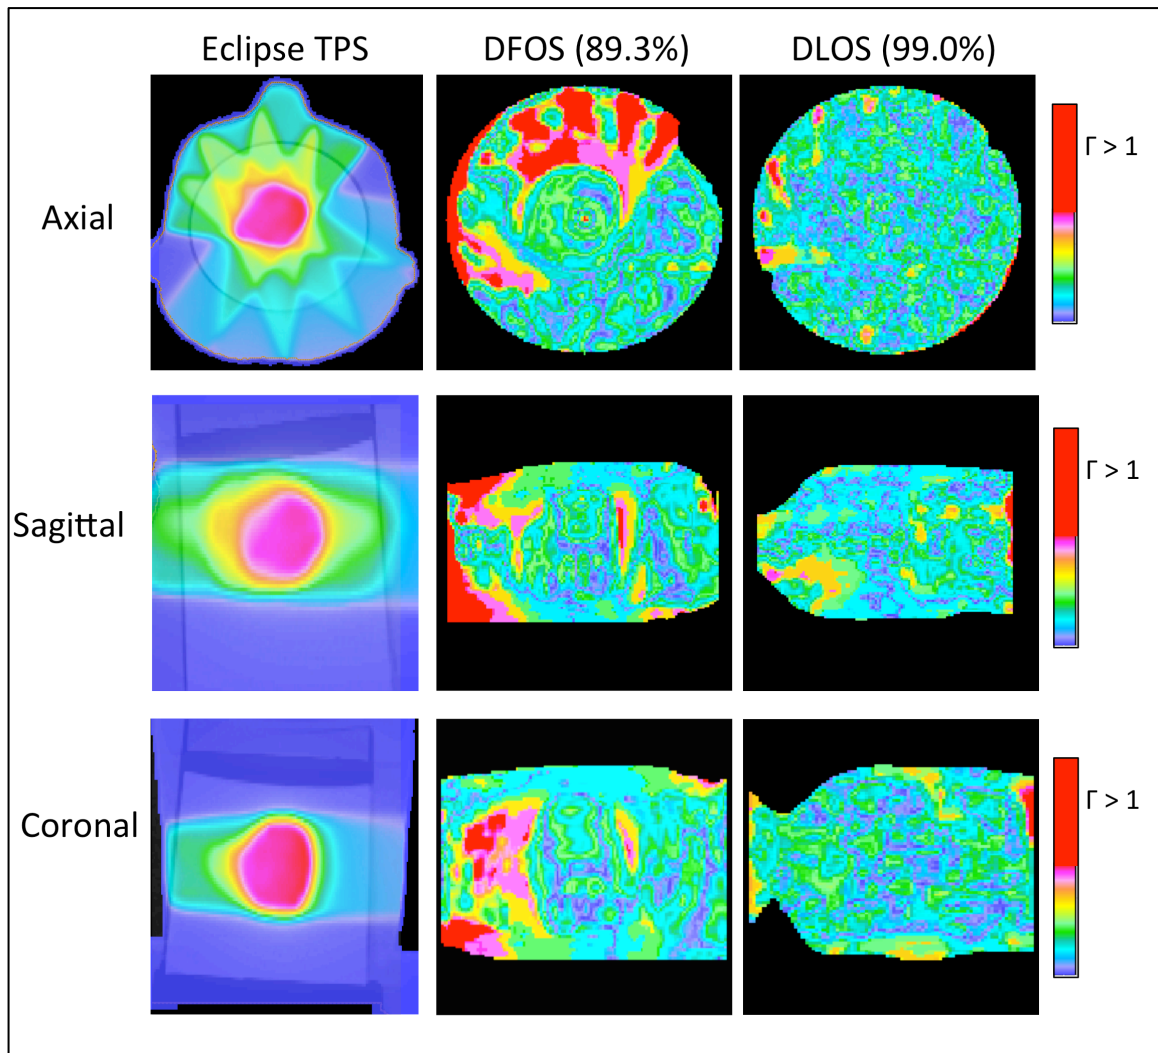 Eclipse TPS DFOS (89.3%) DLOS (99.0%)
Axial
Γ > 1
Sagittal
Γ > 1
Coronal
Γ > 1